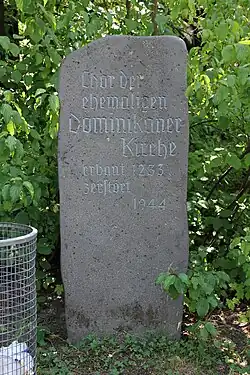 Chor der
ehemaligen
Dominikaner
Kirche
erbaut 1233
zerstört
1944